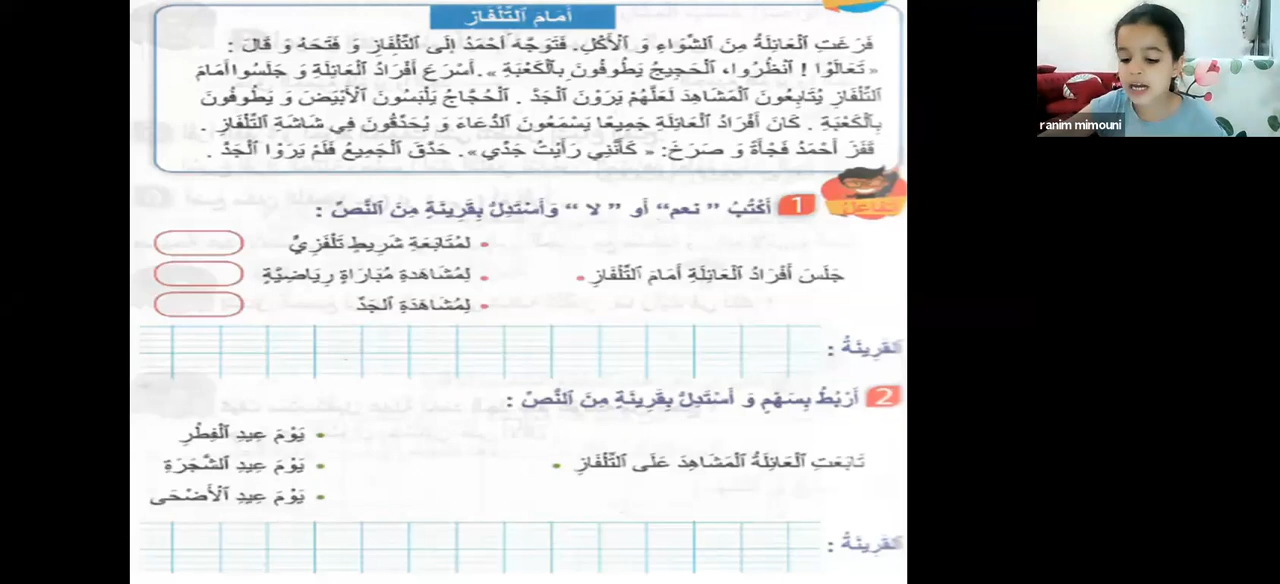 أَمَامَ ٱلتِّلْفَازِ
فَرَغَتِ ٱلْعَائِلَةُ مِنَ ٱلشِّوَاءِ وَ ٱلْأَكْلِ. فَتَوَجَّهَ أَحْمَدُ إِلَى ٱلتِّلْفَازِ وَ فَتَحَهُ وَ قَالَ :
« تَعَالَوْا ! ٱنْظُرُوا، ٱلْحَجِيجُ يَطُوفُونَ بِٱلْكَعْبَةِ ». أَسْرَعَ أَفْرَادُ ٱلْعَائِلَةِ وَ جَلَسُوا أَمَامَ
ٱلتِّلْفَازِ يُتَابِعُونَ ٱلْمَشَاهِدَ لَعَلَّهُمْ يَرَوْنَ ٱلْجَدَّ . ٱلْحُجَّاجُ يَلْبَسُونَ ٱلْأَبْيَضَ وَ يَطُوفُونَ
بِٱلْكَعْبَةِ . كَانَ أَفْرَادُ ٱلْعَائِلَةِ جَمِيعًا يَسْمَعُونَ ٱلدُّعَاءَ وَ يُحَدِّقُونَ فِي شَاشَةِ ٱلتِّلْفَازِ .
قَفَزَ أَحْمَدُ فَجْأَةً وَ صَرَخَ: « كَأَنَّنِي رَأَيْتُ جَدِّي ». حَدَّقَ ٱلْجَمِيعُ فَلَمْ يَرَوْا ٱلْجَدَّ .
1 أَكْتُبُ " نعم" أو " لا " وَأَسْتَدِلُّ بِقَرِينَةٍ مِنَ ٱلنَّصِّ :
• لِمُتَابَعَةِ شَرِيطٍ تَلْفَزِيٍّ
جَلَسَ أَفْرَادُ ٱلْعَائِلَةِ أَمَامَ ٱلتِّلْفَازِ • • لِمُشَاهَدَةِ مُبَارَاةٍ رِيَاضِيَّةٍ
• لِمُشَاهَدَةِ ٱلْجَدِّ
ٱلْقَرِينَةُ :
2 أَرْبُطُ بِسَهْمٍ وَ أَسْتَدِلُّ بِقَرِينَةٍ مِنَ ٱلنَّصِّ :
• يَوْمَ عِيدِ ٱلْفِطْرِ
تَابَعَتِ ٱلْعَائِلَةُ ٱلْمَشَاهِدَ عَلَى ٱلتِّلْفَازِ • • يَوْمَ عِيدِ ٱلشَّجَرَةِ
• يَوْمَ عِيدِ ٱلْأَضْحَى
ٱلْقَرِينَةُ :
ranim mimouni